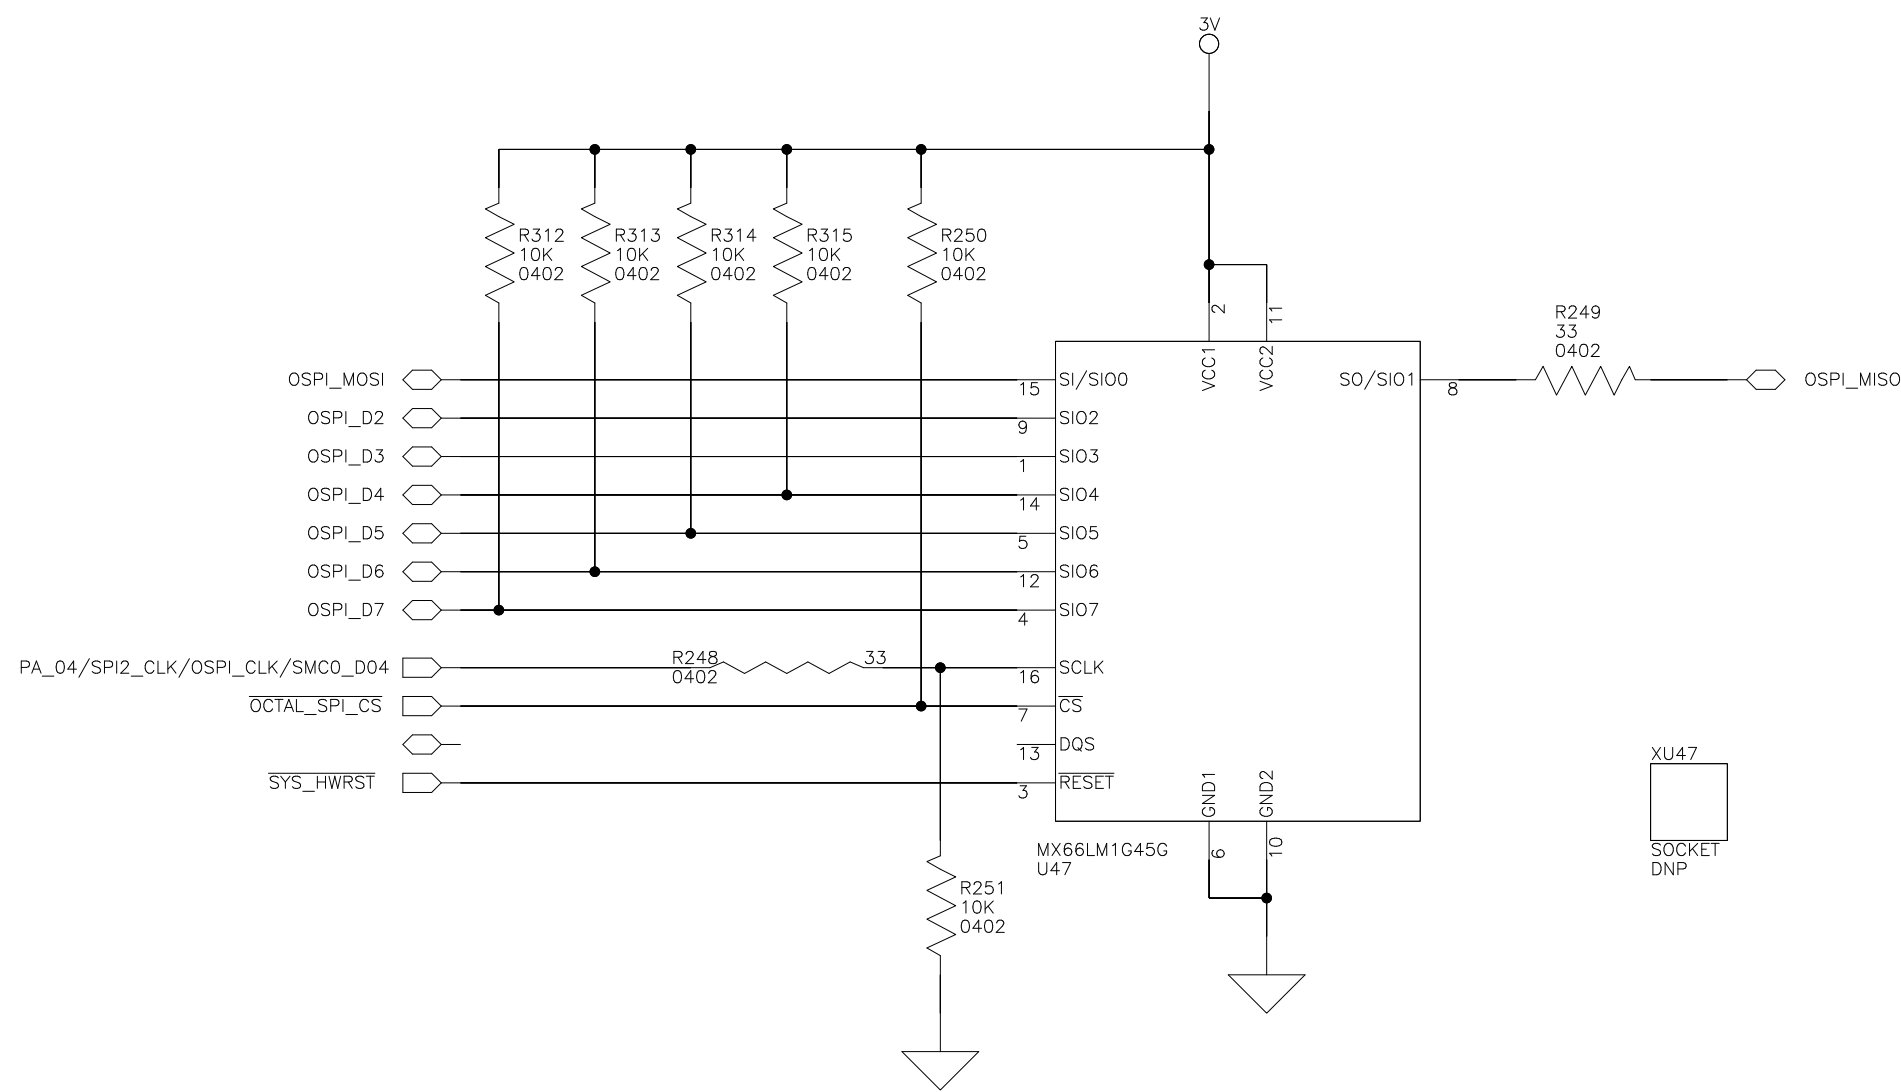 3V
R312
10K
0402
R313
10K
0402
R314
10K
0402
R315
10K
0402
R250
10K
0402
2
11
R249
33
0402
VCC1
VCC2
OSPI_MOSI
15
SI/SIO0
SO/SIO1
8
OSPI_MISO
OSPI_D2
9
SIO2
OSPI_D3
1
SIO3
OSPI_D4
14
SIO4
OSPI_D5
5
SIO5
OSPI_D6
12
SIO6
OSPI_D7
4
SIO7
PA_04/SPI2_CLK/OSPI_CLK/SMC0_D04
R248
0402
33
16
SCLK
OCTAL_SPI_CS
7
CS
13
DQS
SYS_HWRST
3
RESET
GND1
GND2
6
10
MX66LM1G45G
U47
XU47
SOCKET
DNP
R251
10K
0402